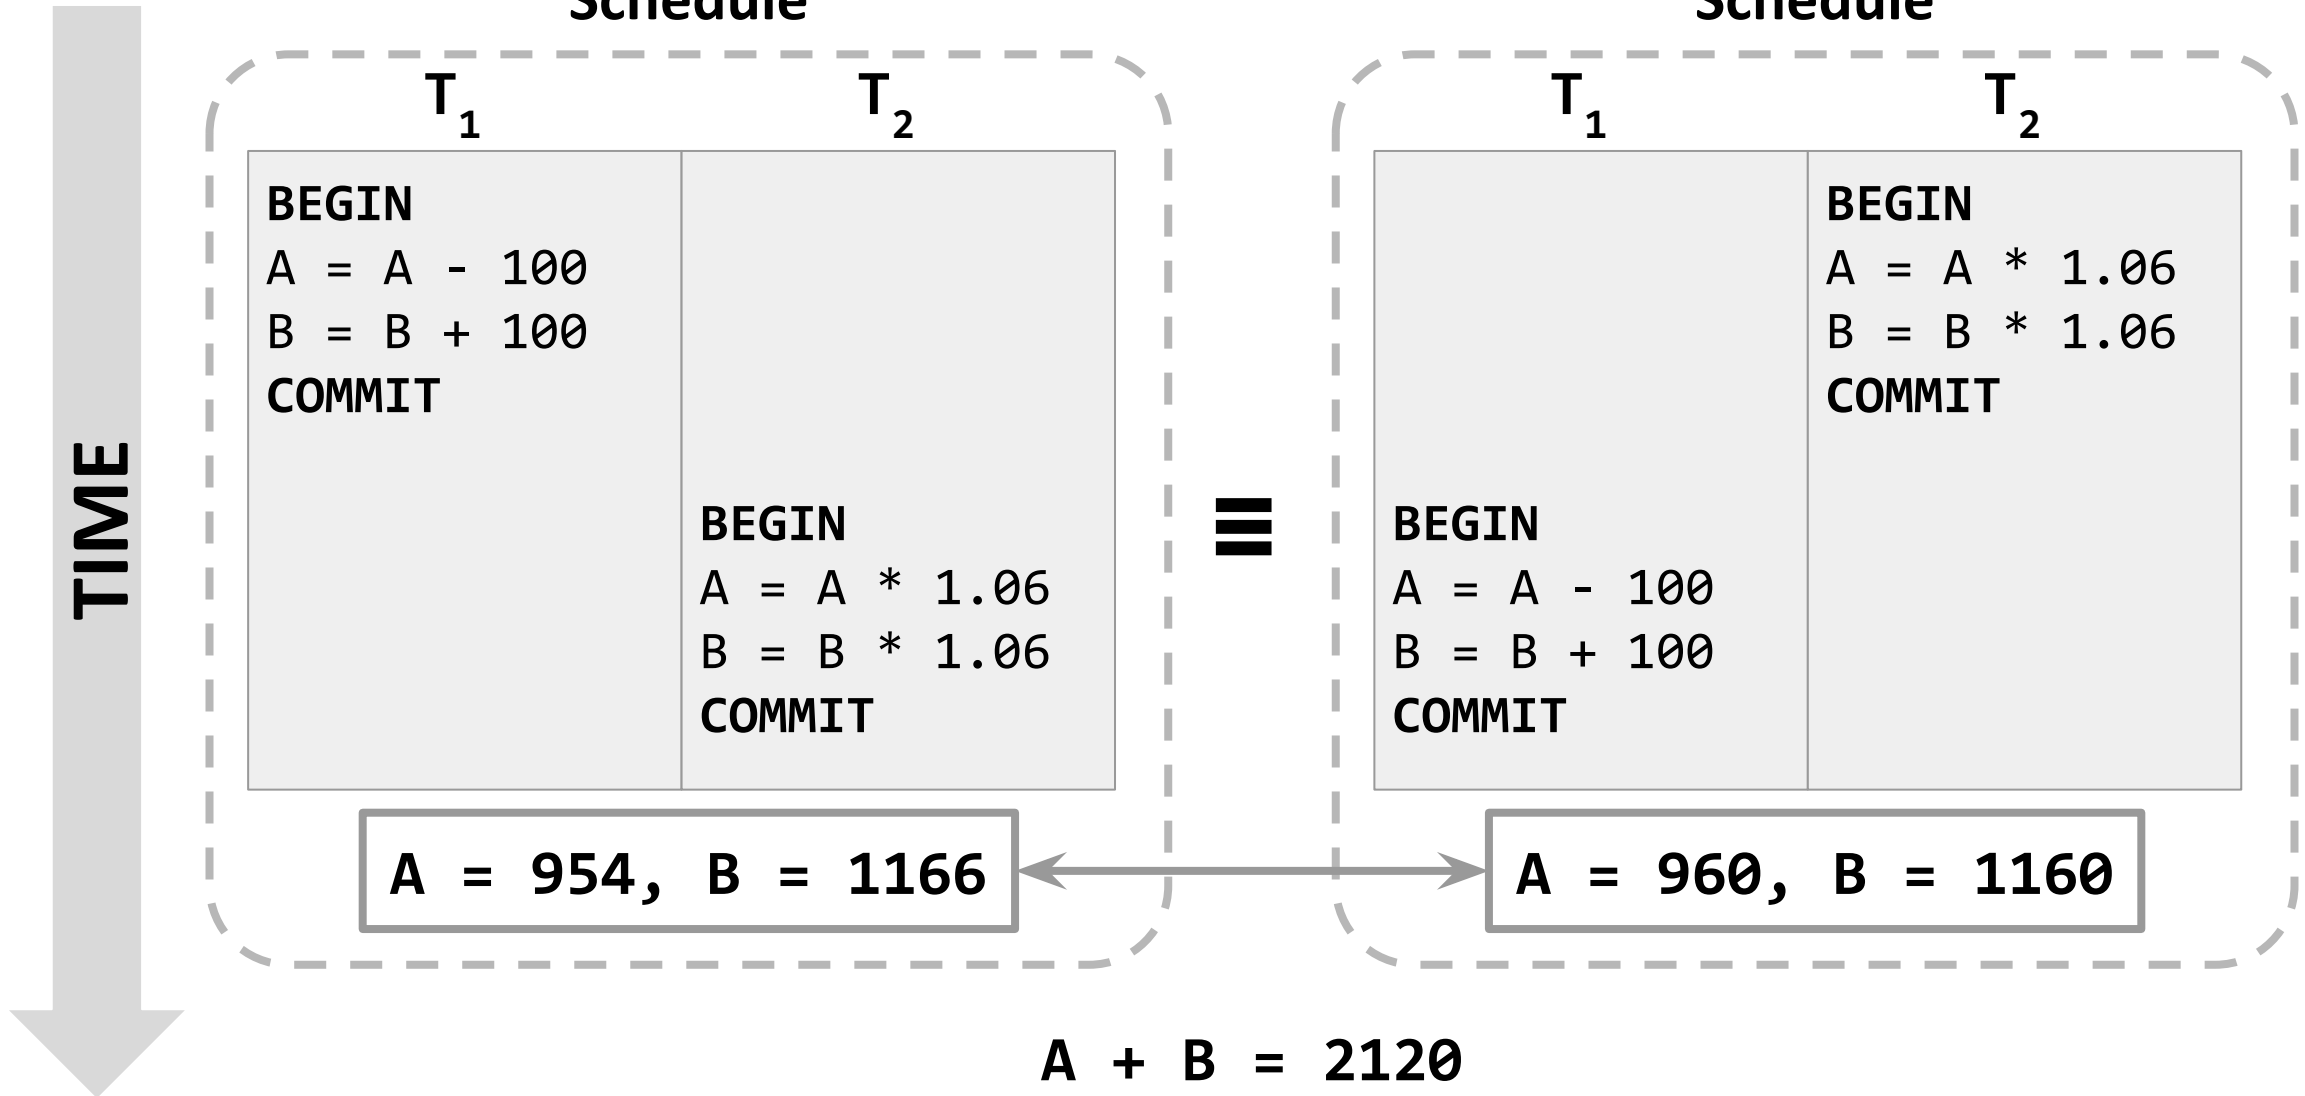 Schedule
T1 T2
BEGIN
A = A - 100
B = B + 100
COMMIT
BEGIN
A = A * 1.06
B = B * 1.06
COMMIT
A = 954, B = 1166
≡
Schedule
T1 T2
BEGIN
A = A * 1.06
B = B * 1.06
COMMIT
BEGIN
A = A - 100
B = B + 100
COMMIT
A = 960, B = 1160
TIME
A + B = 2120